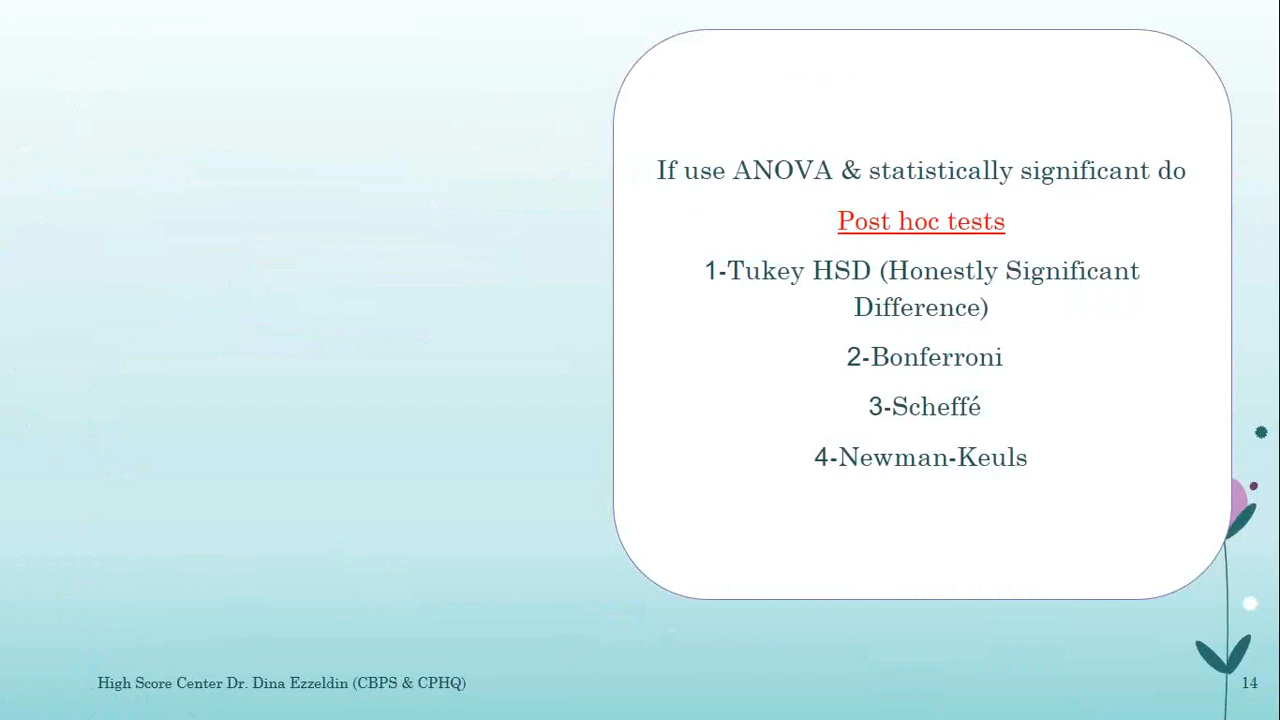 If use ANOVA & statistically significant do
Post hoc tests
1-Tukey HSD (Honestly Significant
Difference)
2-Bonferroni
3-Scheffé
4-Newman-Keuls
High Score Center Dr. Dina Ezzeldin (CBPS & CPHQ)
14